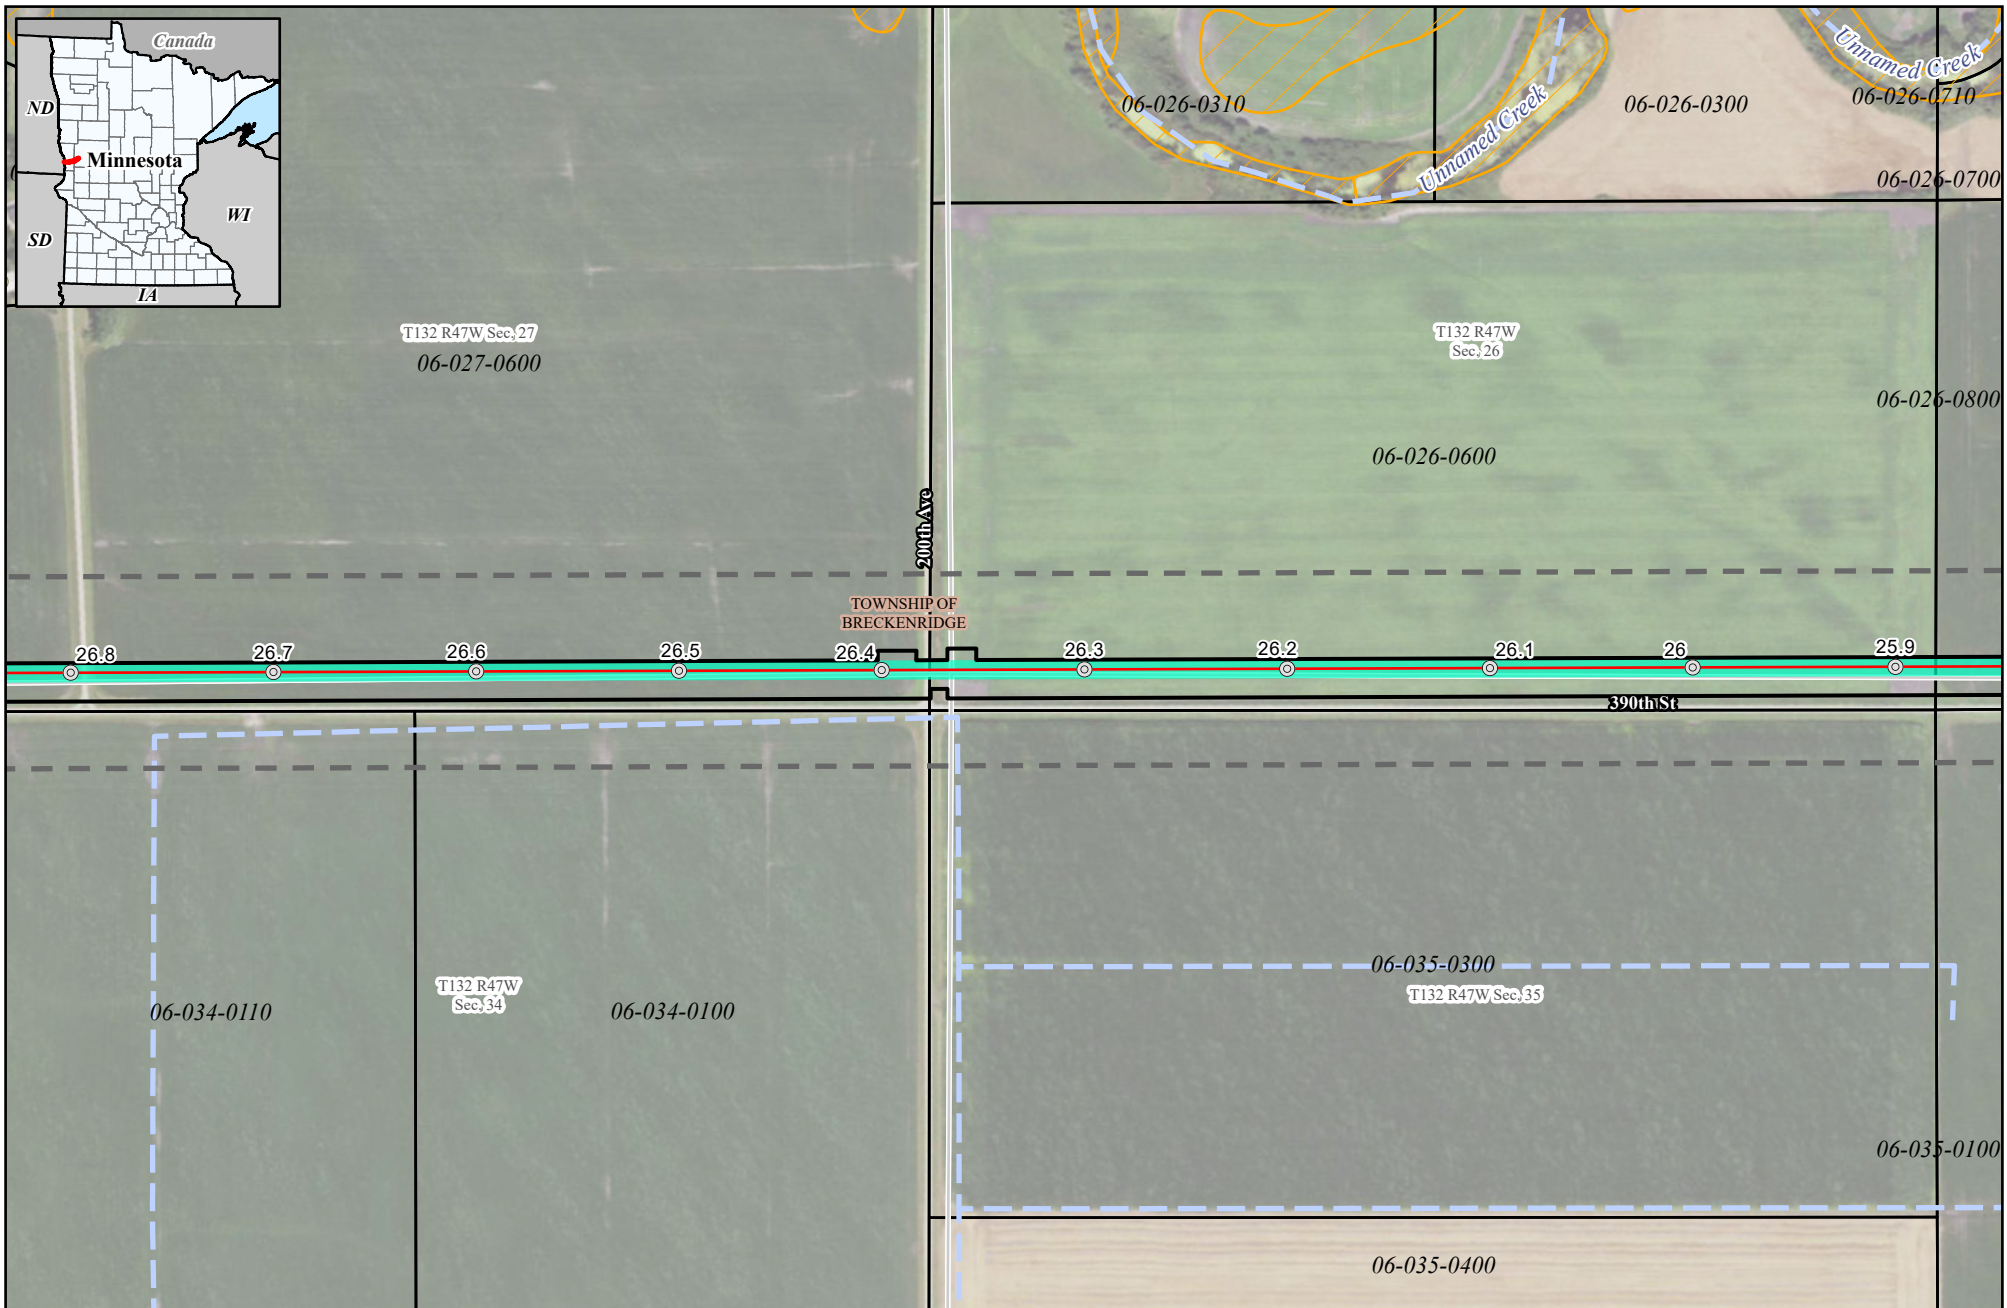 Canada
ND
Minnesota
WI
SD
IA
Unnamed Creek
Unnamed Creek
06-026-0310
06-026-0300
06-026-0710
06-026-0700
T132 R47W Sec, 27
06-027-0600
T132 R47W
Sec, 26
06-026-0800
06-026-0600
200th Ave
TOWNSHIP OF
BRECKENRIDGE
26.8
26.7
26.6
26.5
26.4
26.3
26.2
26.1
26
25.9
390th St
06-035-0300
T132 R47W Sec, 35
T132 R47W
Sec, 34
06-034-0110
06-034-0100
06-035-0100
06-035-0400